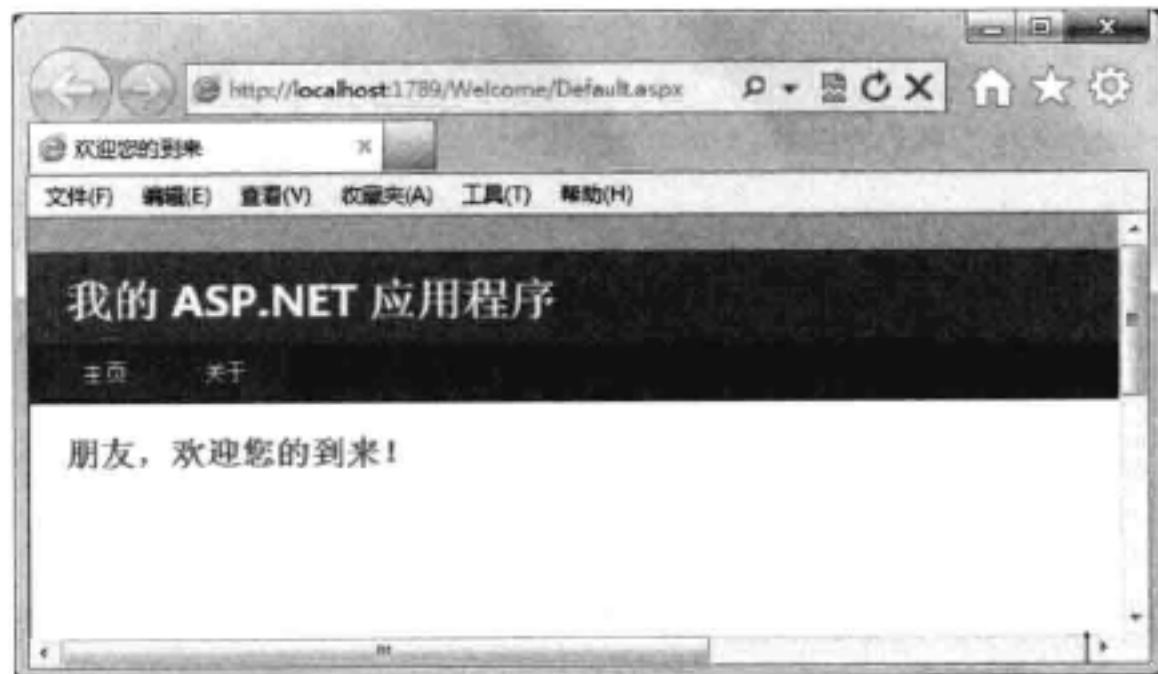 http://localhost:1789/Welcome/Default.aspx
欢迎您的到来
文件(F) 编辑(E) 查看(V) 收藏夹(A) 工具(T) 帮助(H)
我的 ASP.NET 应用程序
主页 关于
朋友，欢迎您的到来！